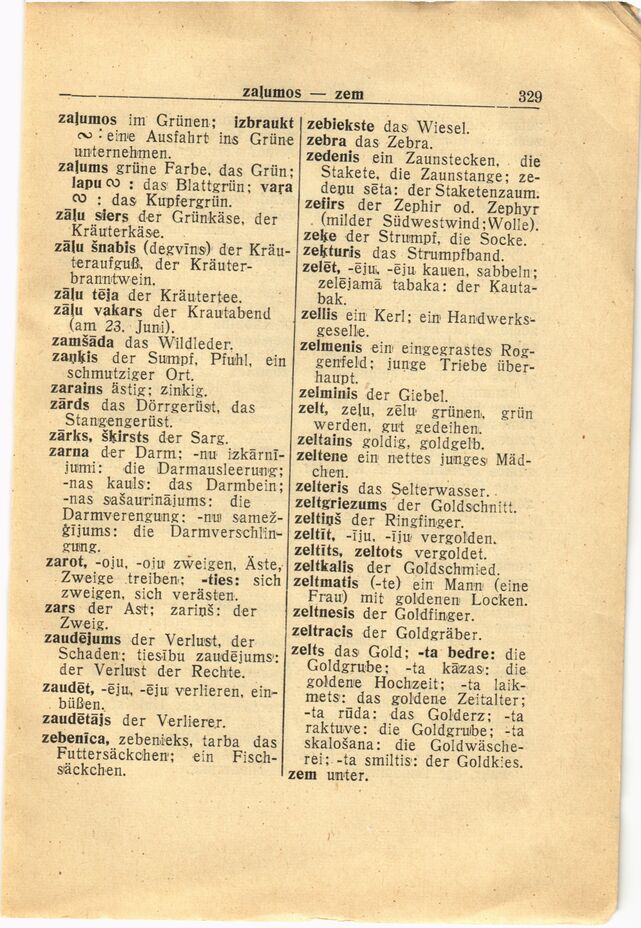 zaļumos — zem 329
zaļumos im Grünen; izbraukt
∾ : eine Ausfahrt ins Grüne
unternehmen.
zaļums grüne Farbe, das Grün;
lapu ∾ : das Blattgrün; vaŗa
∾ : das Kupfergrün.
zāļu siers der Grünkäse, der
Kräuterkäse.
zāļu šnabis (degvīns) der Kräu-
teraufguß, der Kräuter-
branntwein.
zāļu tēja der Kräutertee.
zāļu vakars der Krautabend
(am 23. Juni).
zamšāda das Wildleder.
zaņķis der Sumpf, Pfuhl, ein
schmutziger Ort.
zarains ästig; zinkig.
zārds das Dörrgerüst, das
Stangengerüst.
zārks, šķirsts der Sarg.
zarna der Darm; -nu izkārnī-
jumi: die Darmausleerung;
-nas kauls: das Darmbein;
-nas sašaurinājums: die
Darmverengung; -nu samež-
ģījums: die Darmverschlin-
gung.
zarot, -oju, -oju zweigen, Äste,
Zweige treiben; -ties: sich
zweigen, sich verästen.
zars der Ast; zariņš: der
Zweig.
zaudējums der Verlust, der
Schaden; tiesību zaudējums:
der Verlust der Rechte.
zaudēt, -ēju, -ēju verlieren, ein-
büßen.
zaudētājs der Verlierer.
zebenīca, zebenieks, tarba das
Futtersäckchen; ein Fisch-
säckchen.
zebiekste das Wiesel.
zebra das Zebra.
zedenis ein Zaunstecken, die
Stakete, die Zaunstange; ze-
deņu sēta: der Staketenzaum.
zefirs der Zephir od. Zephyr
(milder Südwestwind; Wolle).
zeķe der Strumpf, die Socke.
zeķturis das Strumpfband.
zelēt, -ēju, -ēju kauen, sabbeln;
zelējamā tabaka: der Kauta-
bak.
zellis ein Kerl; ein Handwerks-
geselle.
zelmenis ein eingegrastes Rog-
genfeld; junge Triebe über-
haupt.
zelminis der Giebel.
zelt, zeļu, zēlu grünen, grün
werden, gut gedeihen.
zeltains goldig, goldgelb.
zeltene ein nettes junges Mäd-
chen.
zelteris das Selterwasser.
zeltgriezums der Goldschnitt.
zeltiņš der Ringfinger.
zeltīt, -īju, -īju vergolden.
zeltīts, zeltots vergoldet.
zeltkalis der Goldschmied.
zeltmatis (-te) ein Mann (eine
Frau) mit goldenen Locken.
zeltnesis der Goldfinger.
zeltracis der Goldgräber.
zelts das Gold; -ta bedre: die
Goldgrube; -ta kāzas: die
goldene Hochzeit; -ta laik-
mets: das goldene Zeitalter;
-ta rūda: das Golderz; -ta
raktuve: die Goldgrube; -ta
skalošana: die Goldwäsche-
rei; -ta smiltis: der Goldkies.
zem unter.